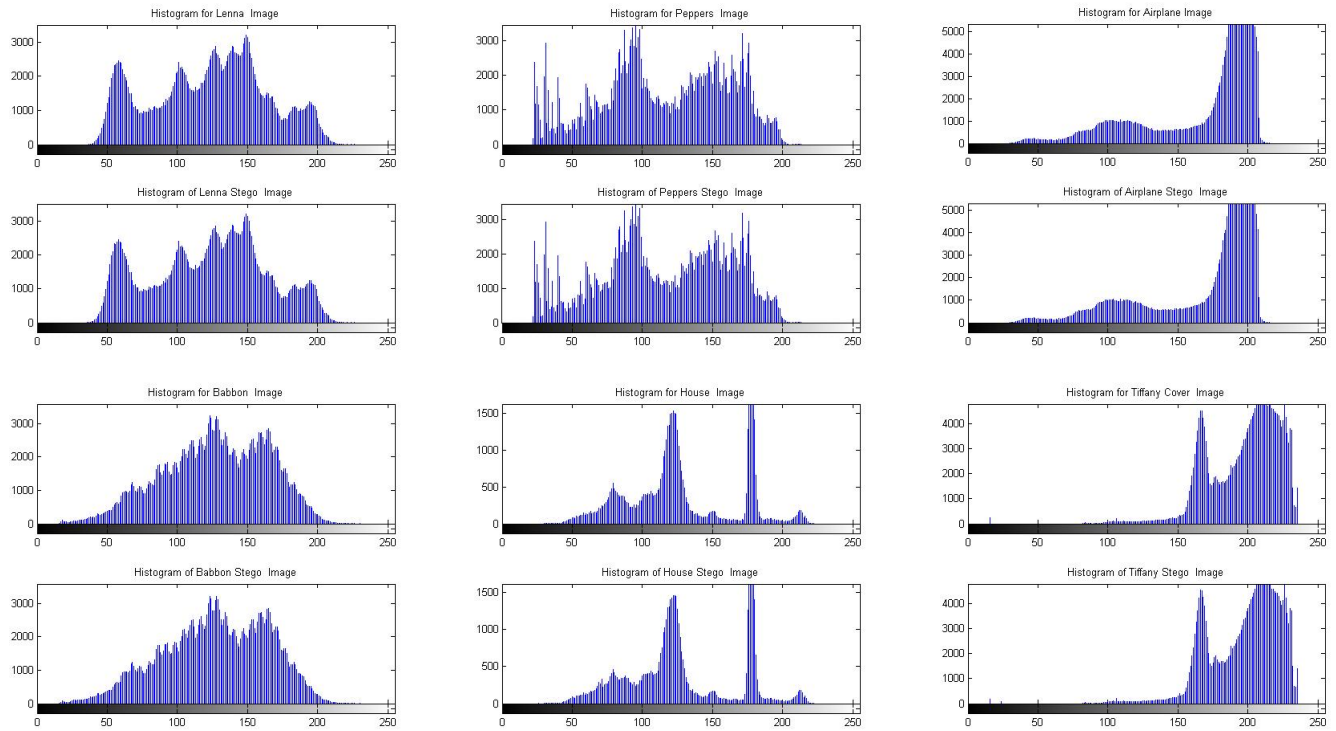 Histogram for Lenna Image
3000
2000
1000
0
0 50 100 150 200 250
Histogram for Peppers Image
3000
2000
1000
0
0 50 100 150 200 250
Histogram for Airplane Image
5000
4000
3000
2000
1000
0
0 50 100 150 200 250
Histogram of Lenna Stego Image
3000
2000
1000
0
0 50 100 150 200 250
Histogram of Peppers Stego Image
3000
2000
1000
0
0 50 100 150 200 250
Histogram of Airplane Stego Image
5000
4000
3000
2000
1000
0
0 50 100 150 200 250
Histogram for Babbon Image
3000
2000
1000
0
0 50 100 150 200 250
Histogram for House Image
1500
1000
500
0
0 50 100 150 200 250
Histogram for Tiffany Cover Image
4000
3000
2000
1000
0
0 50 100 150 200 250
Histogram of Babbon Stego Image
3000
2000
1000
0
0 50 100 150 200 250
Histogram of House Stego Image
1500
1000
500
0
0 50 100 150 200 250
Histogram of Tiffany Stego Image
4000
3000
2000
1000
0
0 50 100 150 200 250